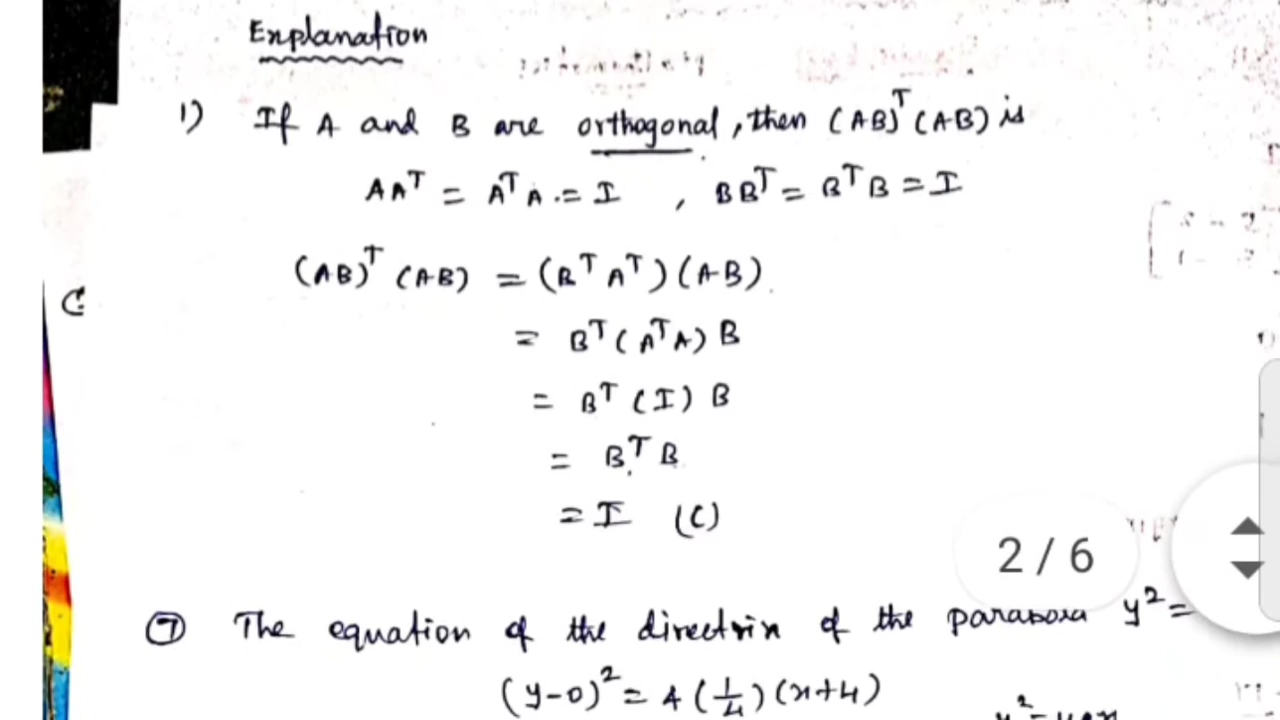 Explanation
1) If A and B are orthogonal, then (AB)ᵀ(AB) is
AAᵀ = AᵀA = I , BBᵀ = BᵀB = I
(AB)ᵀ (AB) = (BᵀAᵀ)(AB)
C
= Bᵀ(AᵀA) B
= Bᵀ (I) B
= BᵀB
= I (C)
2 / 6
⑦ The equation of the directrix of the parabola y² =
(y-0)² = 4 (1/4) (x+4)